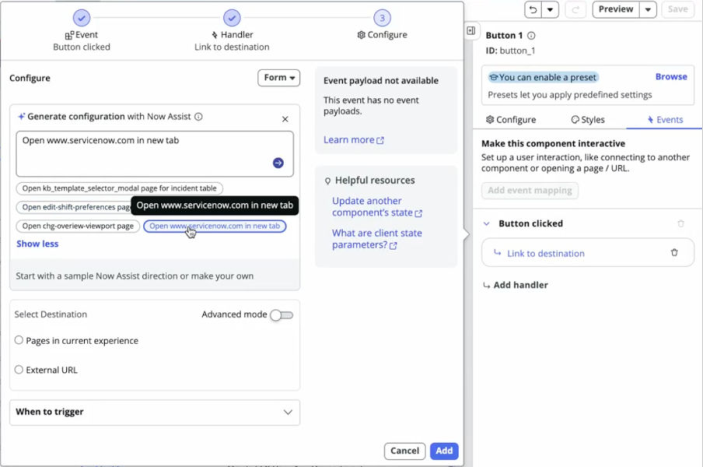 Event
Button clicked
Handler
Link to destination
3
Configure
Configure
Form
Generate configuration with Now Assist
Open www.servicenow.com in new tab
Open kb_template_selector_modal page for incident table
Open edit-shift-preferences pag
Open www.servicenow.com in new tab
Open chg-overiew-viewport page
Open www.servicenow.com in new tab
Show less
Start with a sample Now Assist direction or make your own
Select Destination
Advanced mode
Pages in current experience
External URL
When to trigger
Cancel
Add
Event payload not available
This event has no event
payloads.
Learn more
Helpful resources
Update another
component's state
What are client state
parameters?
Preview
Save
Button 1
ID: button_1
You can enable a preset
Browse
Presets let you apply predefined settings
Configure
Styles
Events
Make this component interactive
Set up a user interaction, like connecting to another
component or opening a page / URL.
Add event mapping
Button clicked
Link to destination
Add handler